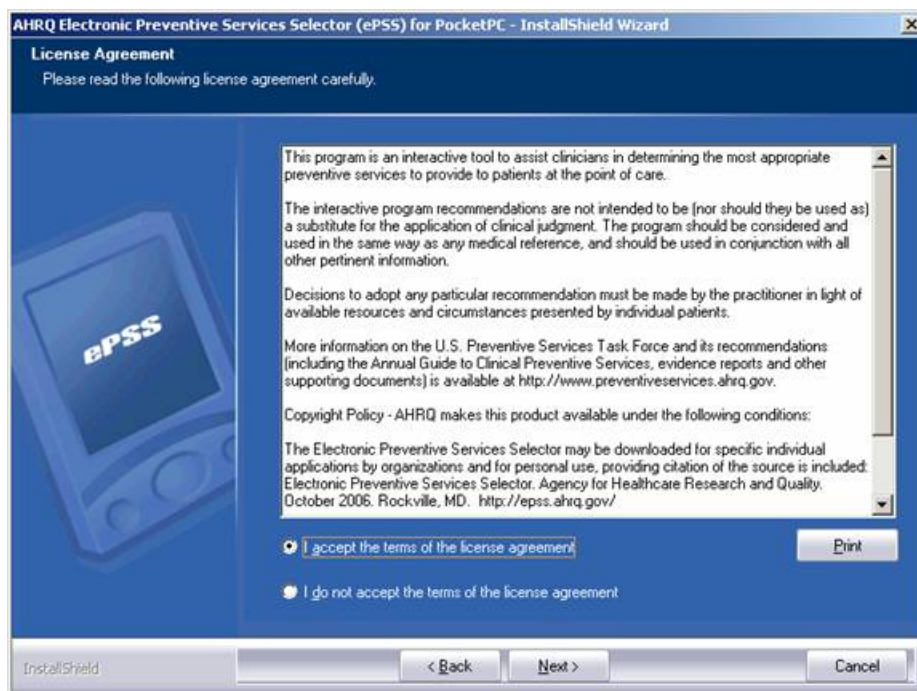 AHRQ Electronic Preventive Services Selector (ePSS) for PocketPC - InstallShield Wizard
License Agreement
Please read the following license agreement carefully.
ePSS
This program is an interactive tool to assist clinicians in determining the most appropriate
preventive services to provide to patients at the point of care.
The interactive program recommendations are not intended to be (nor should they be used as)
a substitute for the application of clinical judgment. The program should be considered and
used in the same way as any medical reference, and should be used in conjunction with all
other pertinent information.
Decisions to adopt any particular recommendation must be made by the practitioner in light of
available resources and circumstances presented by individual patients.
More information on the U.S. Preventive Services Task Force and its recommendations
(including the Annual Guide to Clinical Preventive Services, evidence reports and other
supporting documents) is available at http://www.preventiveservices.ahrq.gov.
Copyright Policy - AHRQ makes this product available under the following conditions:
The Electronic Preventive Services Selector may be downloaded for specific individual
applications by organizations and for personal use, providing citation of the source is included:
Electronic Preventive Services Selector. Agency for Healthcare Research and Quality.
October 2006. Rockville, MD. http://epss.ahrq.gov/
I accept the terms of the license agreement
Print
I do not accept the terms of the license agreement
InstallShield
< Back
Next >
Cancel